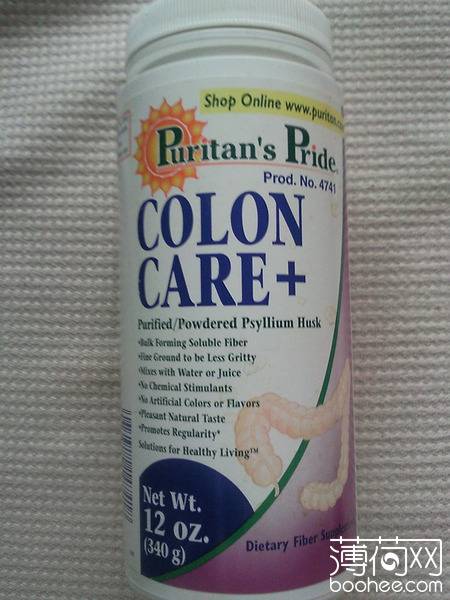 Shop Online www.puritan.co
Puritan's Pride
Prod. No. 4741
COLON
CARE+
Purified/Powdered Psyllium Husk
•Bulk Forming Soluble Fiber
•Fine Ground to be Less Gritty
•Mixes with Water or Juice
•No Chemical Stimulants
•No Artificial Colors or Flavors
•Pleasant Natural Taste
•Promotes Regularity*
Solutions for Healthy Living™
Net Wt.
12 oz.
(340 g)
Dietary Fiber
薄荷网
boohee.com